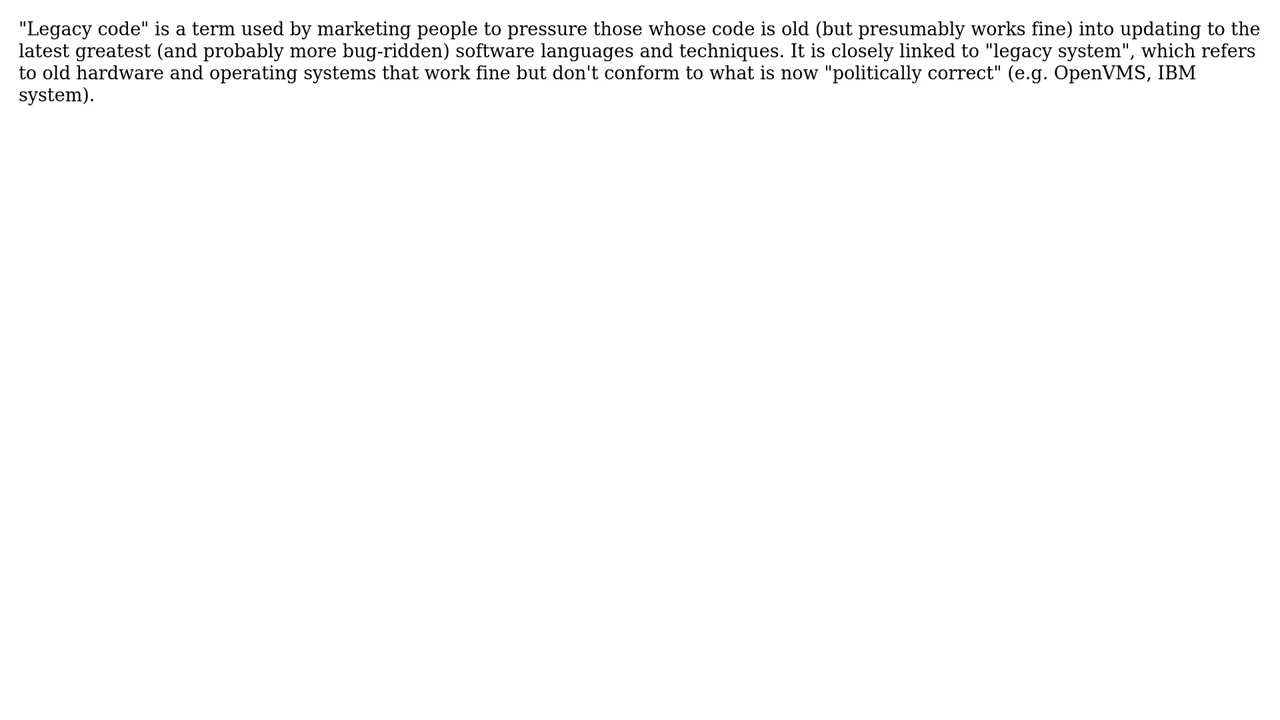 "Legacy code" is a term used by marketing people to pressure those whose code is old (but presumably works fine) into updating to the
latest greatest (and probably more bug-ridden) software languages and techniques. It is closely linked to "legacy system", which refers
to old hardware and operating systems that work fine but don't conform to what is now "politically correct" (e.g. OpenVMS, IBM
system).